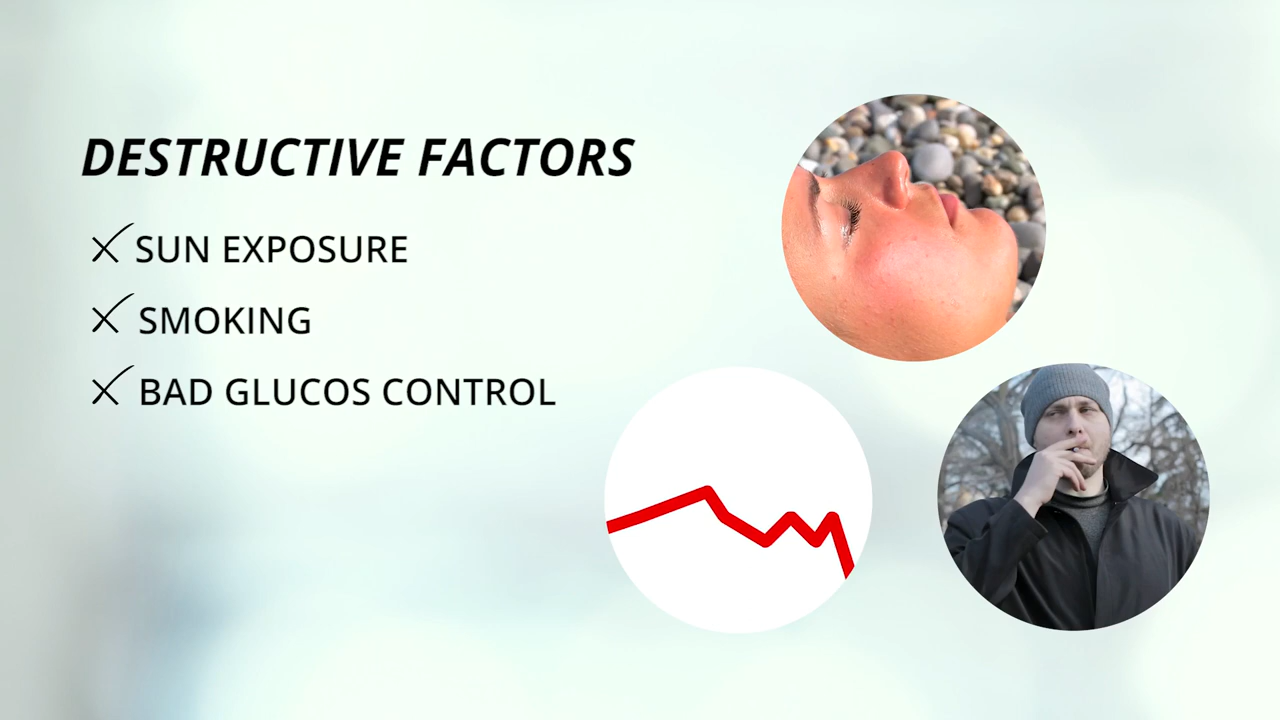 DESTRUCTIVE FACTORS
SUN EXPOSURE
SMOKING
BAD GLUCOS CONTROL